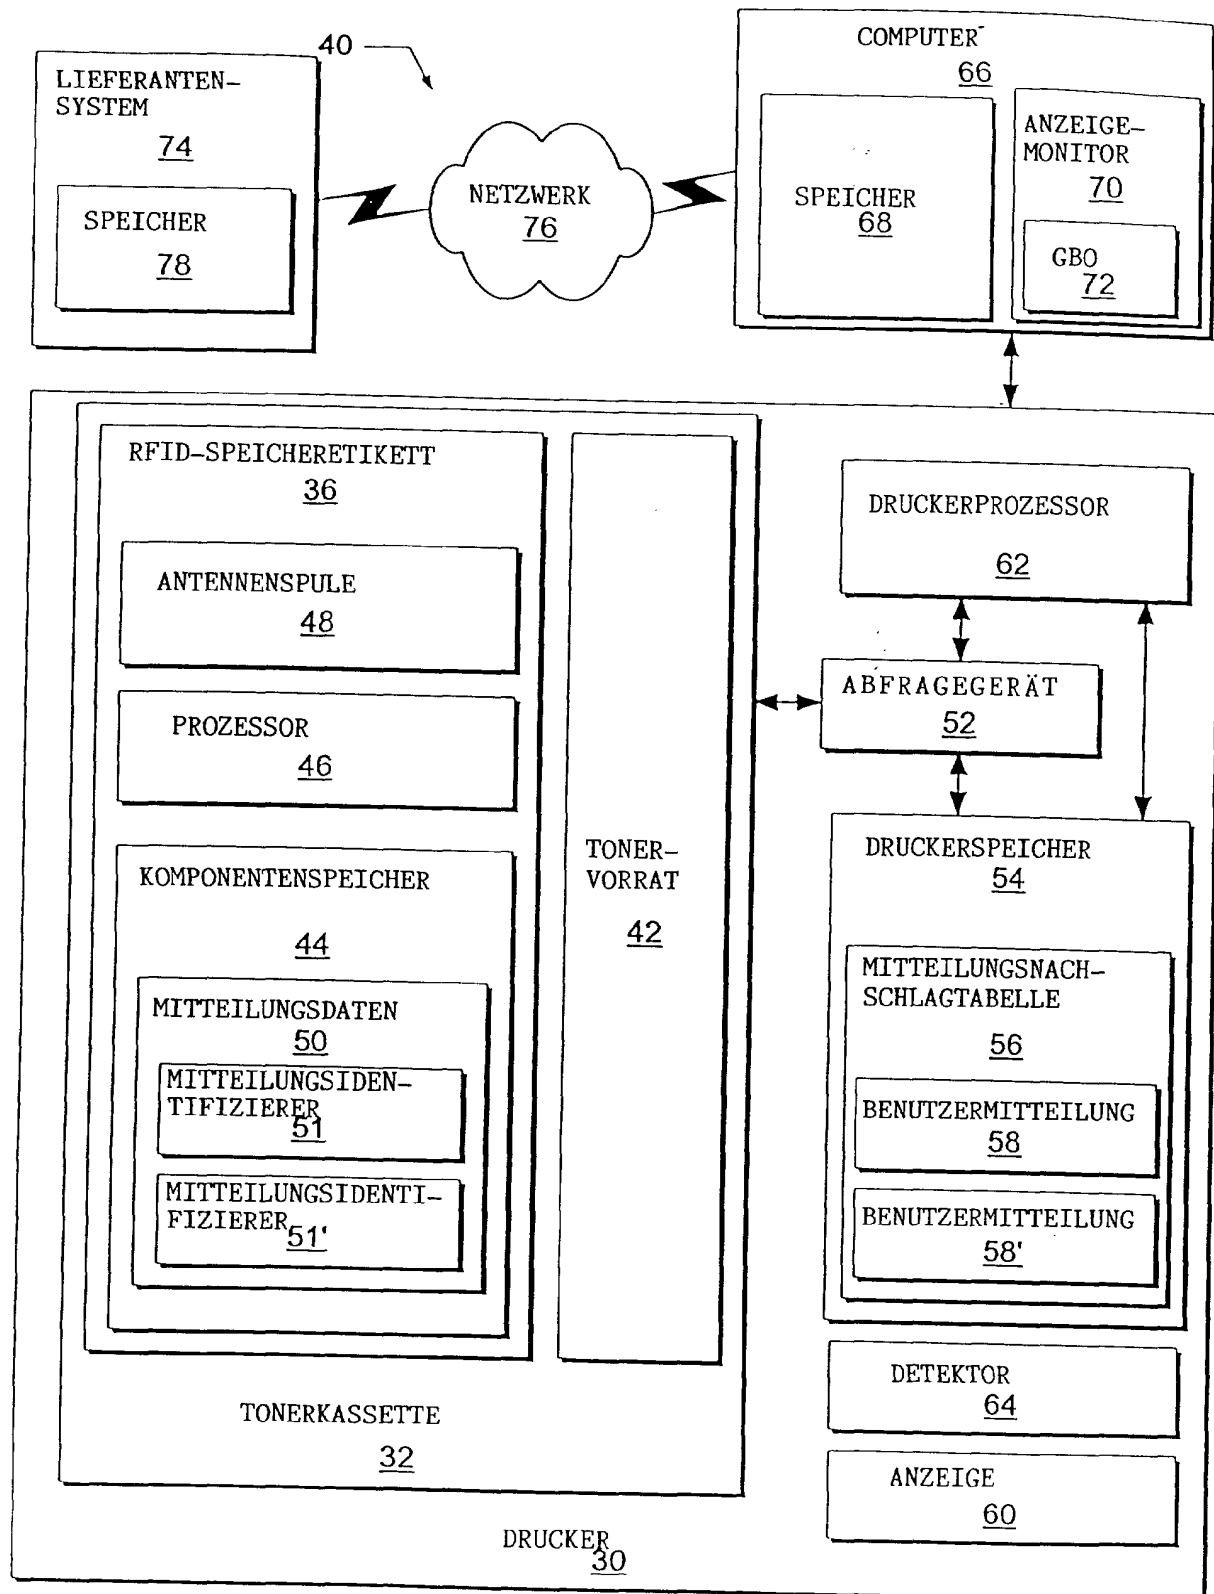 40
LIEFERANTEN-
SYSTEM
74
SPEICHER
78
NETZWERK
76
COMPUTER
66
SPEICHER
68
ANZEIGE-
MONITOR
70
GBO
72
RFID-SPEICHERETIKETT
36
ANTENNENSPULE
48
PROZESSOR
46
KOMPONENTENSPEICHER
44
MITTEILUNGSDATEN
50
MITTEILUNGSIDEN-
TIFIZIERER
51
MITTEILUNGSIDENTI-
FIZIERER
51'
TONER-
VORRAT
42
TONERKASSETTE
32
DRUCKERPROZESSOR
62
ABFRAGEGERÄT
52
DRUCKERSPEICHER
54
MITTEILUNGSNACH-
SCHLAGTABELLE
56
BENUTZERMITTEILUNG
58
BENUTZERMITTEILUNG
58'
DETEKTOR
64
ANZEIGE
60
DRUCKER
30